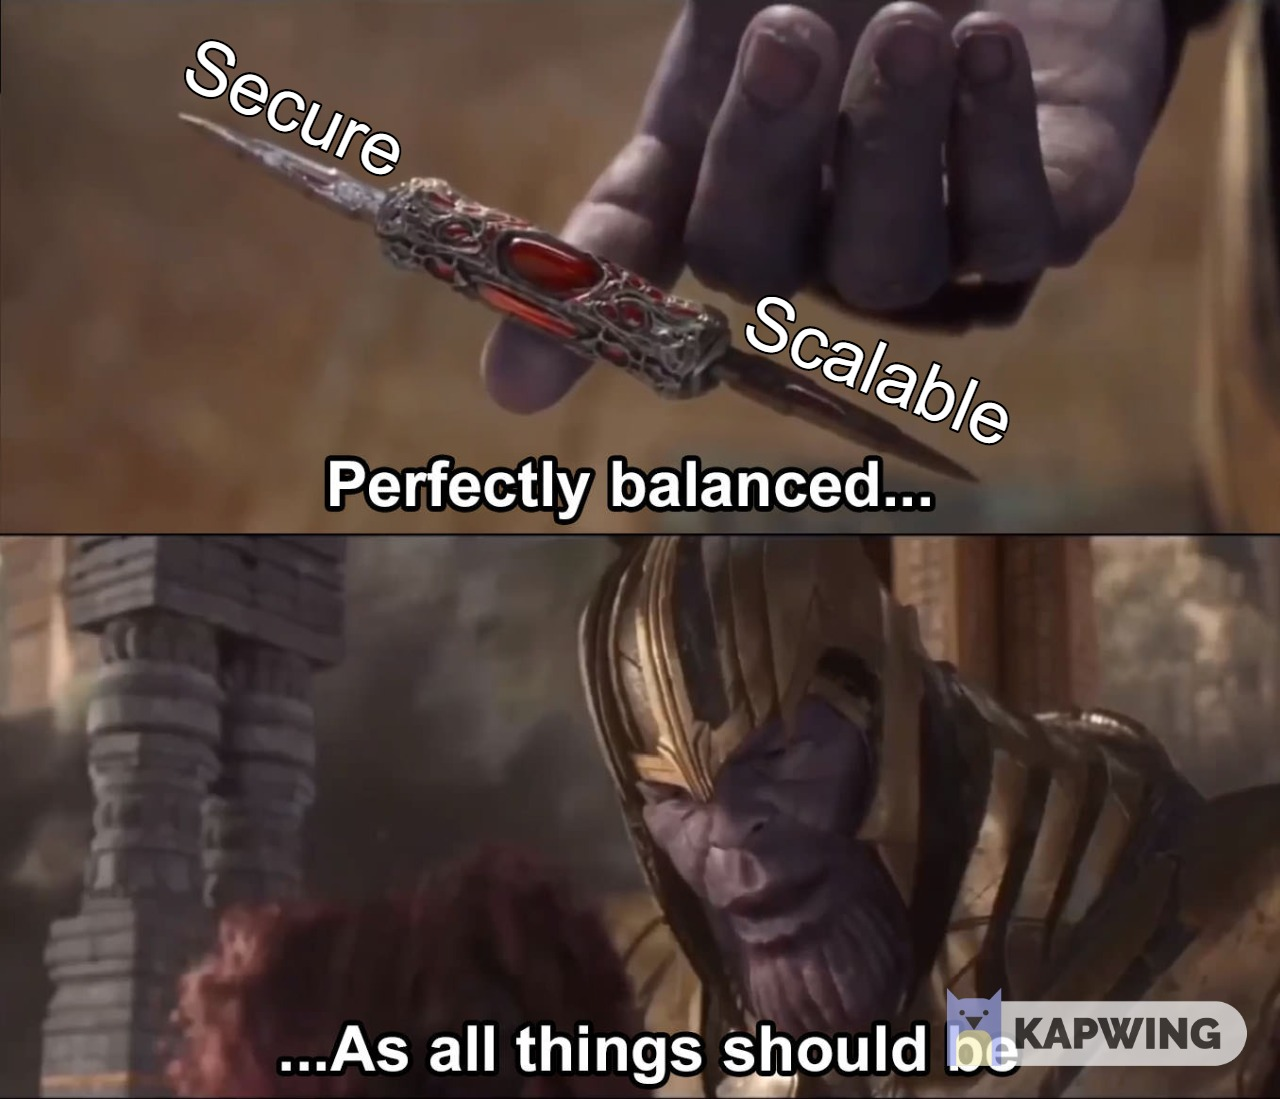 Secure
Scalable
Perfectly balanced...
...As all things should be
KAPWING